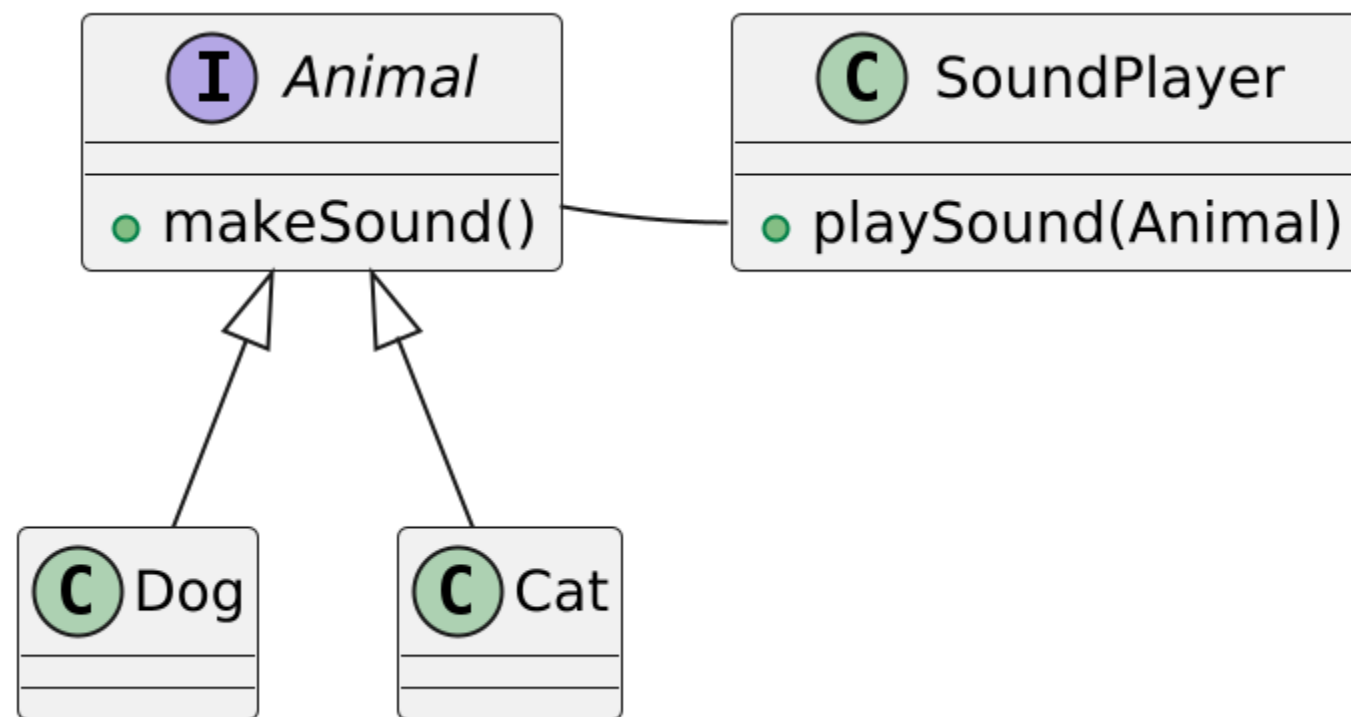 I Animal
makeSound()
C SoundPlayer
playSound(Animal)
C Dog
C Cat